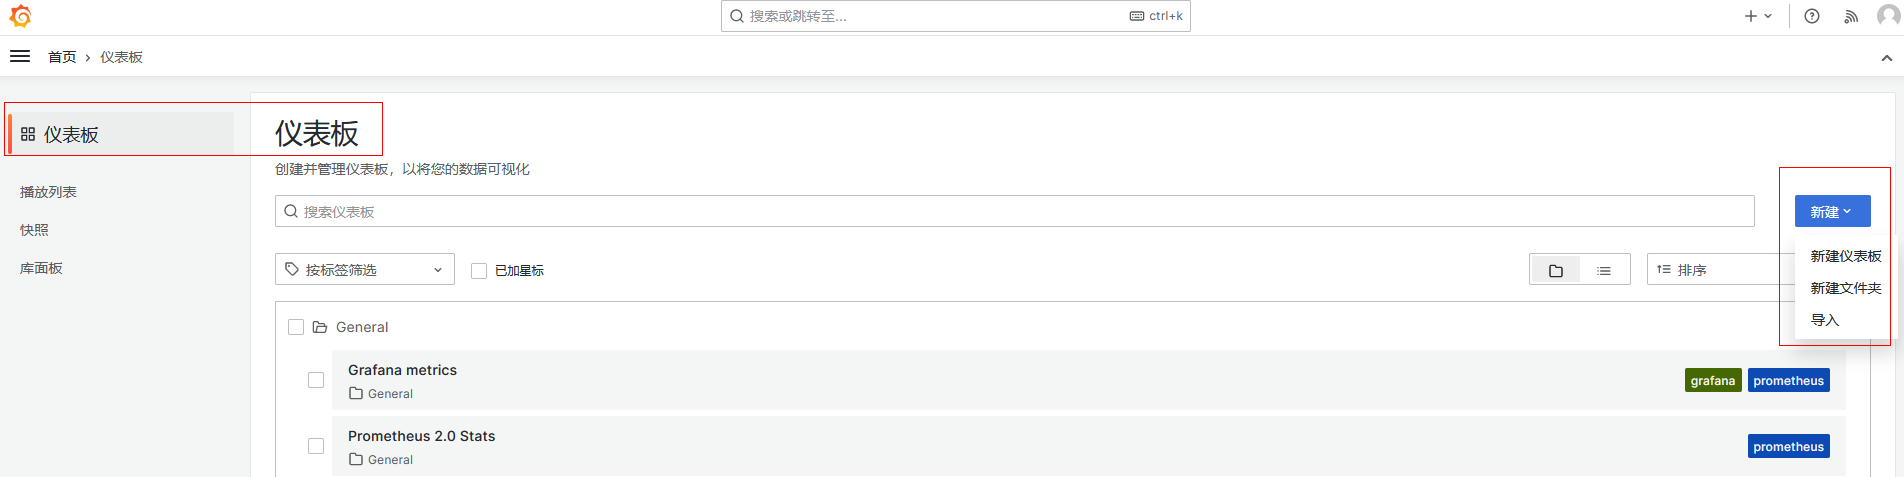 搜索或跳转至... ctrl+k
首页 › 仪表板
仪表板
播放列表
快照
库面板
仪表板
创建并管理仪表板，以将您的数据可视化
搜索仪表板
新建
新建仪表板
新建文件夹
导入
按标签筛选 已加星标 排序
General
Grafana metrics
General
grafana prometheus
Prometheus 2.0 Stats
General
prometheus